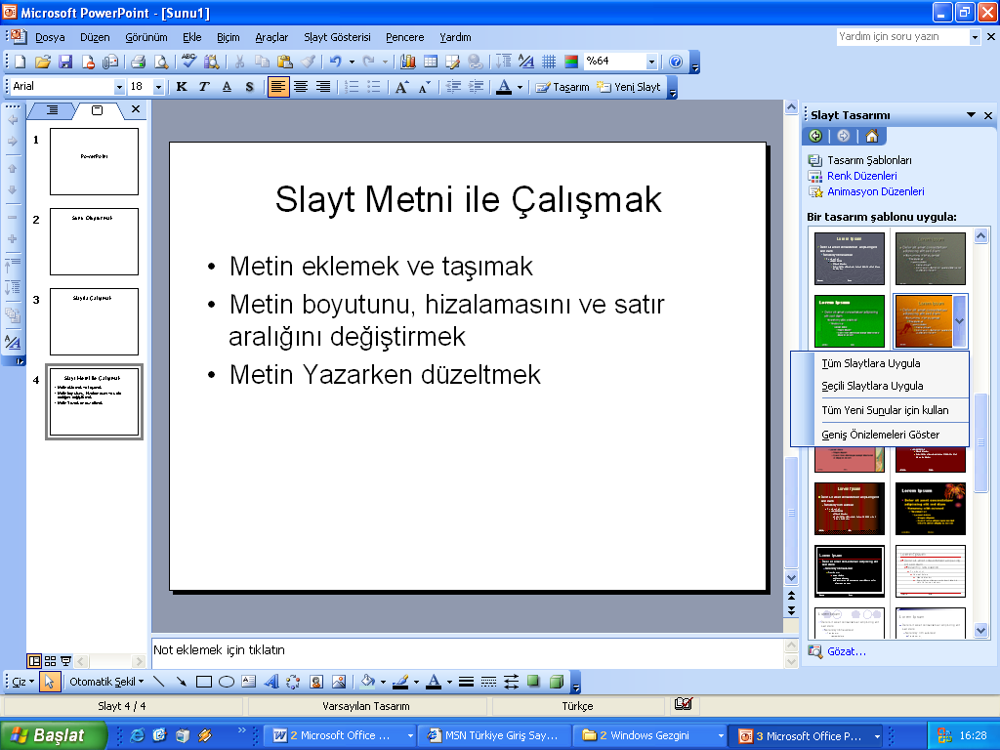 Microsoft PowerPoint - [Sunu1]
Dosya Düzen Görünüm Ekle Biçim Araçlar Slayt Gösterisi Pencere Yardım
Yardım için soru yazın
%64
Arial 18 K T A S Tasarım Yeni Slayt
1
PowerPoint
2
3
4
Slayt Metni ile Çalışmak
Slayt Metni ile Çalışmak
• Metin eklemek ve taşımak
• Metin boyutunu, hizalamasını ve satır
aralığını değiştirmek
• Metin Yazarken düzeltmek
Slayt Tasarımı
Tasarım Şablonları
Renk Düzenleri
Animasyon Düzenleri
Bir tasarım şablonu uygula:
Tüm Slaytlara Uygula
Seçili Slaytlara Uygula
Tüm Yeni Sunular için kullan
Geniş Önizlemeleri Göster
Gözat...
Not eklemek için tıklatın
Çiz Otomatik Şekil
Slayt 4 / 4 Varsayılan Tasarım Türkçe
Başlat
2 Microsoft Office ...
MSN Türkiye Giriş Say...
2 Windows Gezgini
3 Microsoft Office P...
16:28